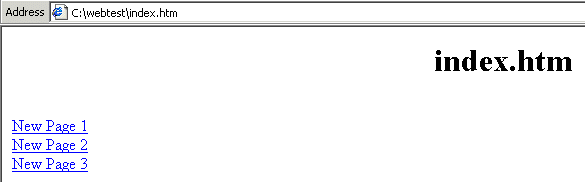 Address C:\webtest\index.htm
index.htm
New Page 1
New Page 2
New Page 3